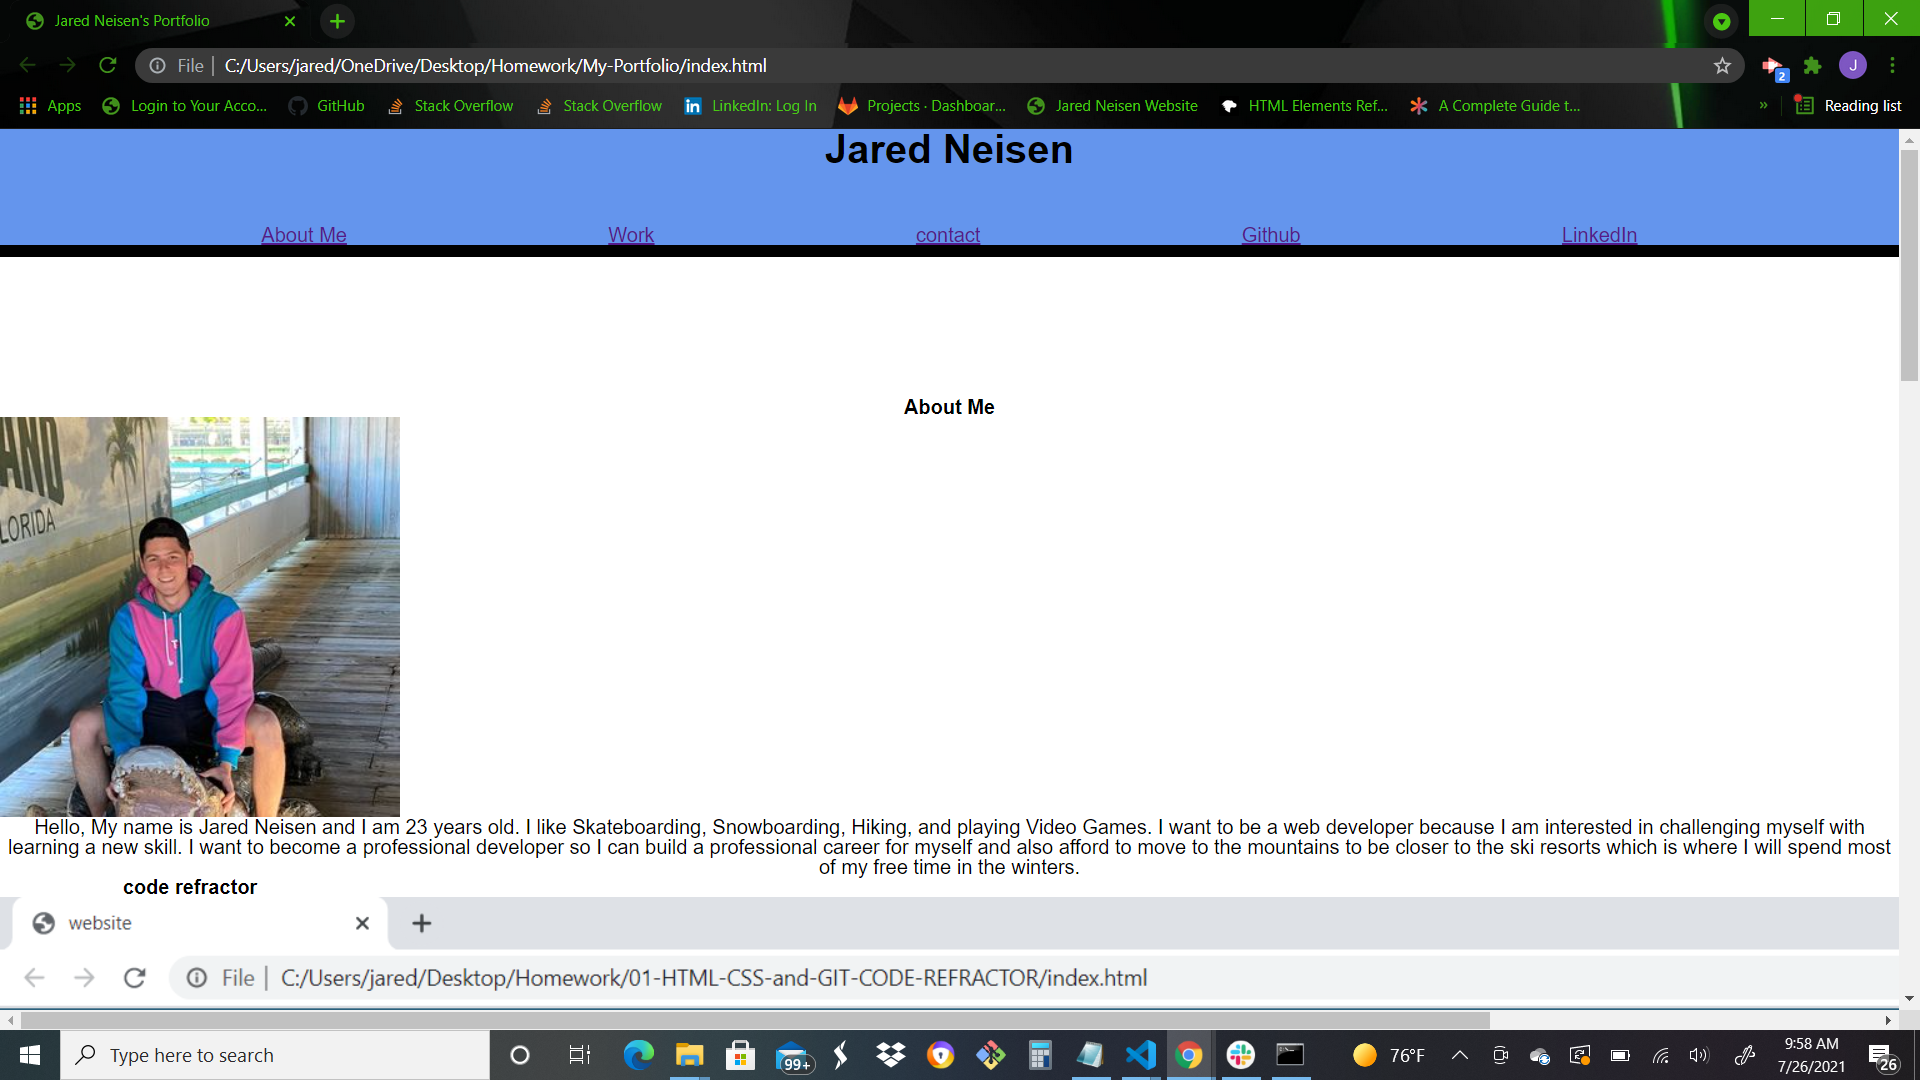 Jared Neisen's Portfolio
File | C:/Users/jared/OneDrive/Desktop/Homework/My-Portfolio/index.html
2
J
Apps Login to Your Acco... GitHub Stack Overflow Stack Overflow LinkedIn: Log In Projects · Dashboar... Jared Neisen Website HTML Elements Ref... A Complete Guide t... » Reading list
Jared Neisen
About Me Work contact Github LinkedIn
About Me
AND
LORIDA
Hello, My name is Jared Neisen and I am 23 years old. I like Skateboarding, Snowboarding, Hiking, and playing Video Games. I want to be a web developer because I am interested in challenging myself with
learning a new skill. I want to become a professional developer so I can build a professional career for myself and also afford to move to the mountains to be closer to the ski resorts which is where I will spend most
of my free time in the winters.
code refractor
website
File | C:/Users/jared/Desktop/Homework/01-HTML-CSS-and-GIT-CODE-REFRACTOR/index.html
Type here to search
99+
76°F
9:58 AM
7/26/2021
26